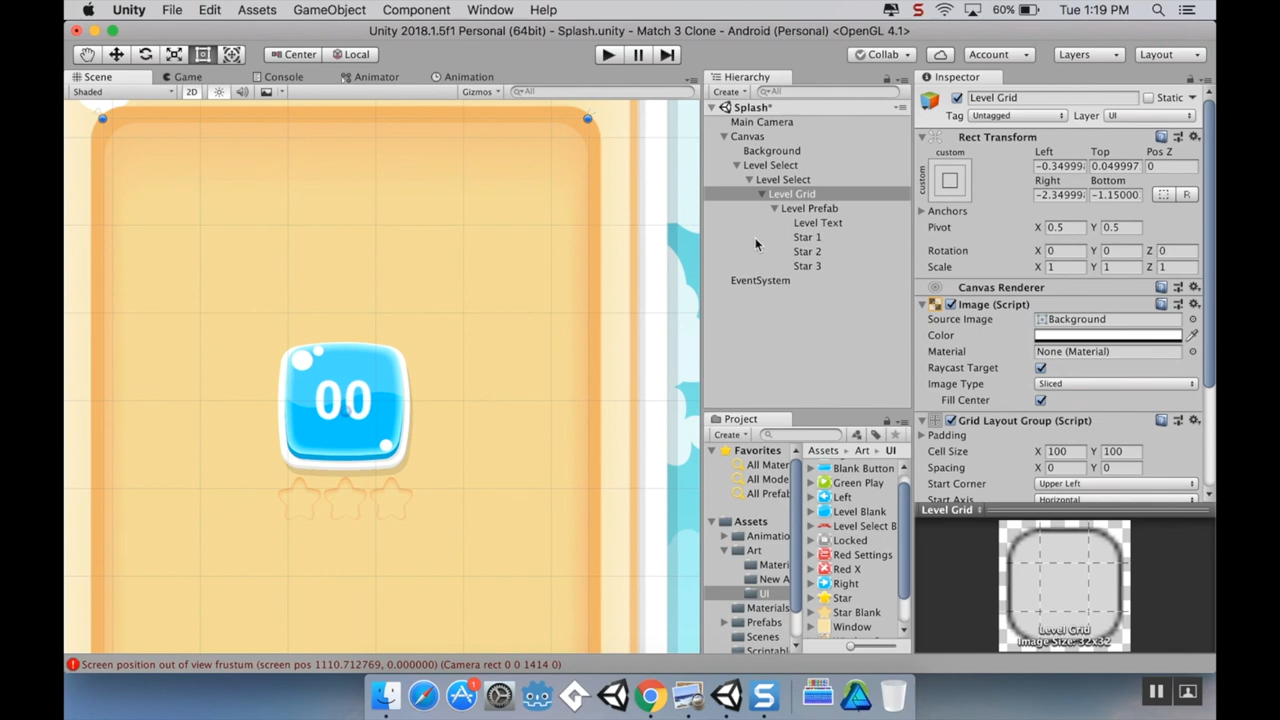 Unity File Edit Assets GameObject Component Window Help 60% Tue 1:19 PM
Unity 2018.1.5f1 Personal (64bit) - Splash.unity - Match 3 Clone - Android (Personal) <OpenGL 4.1>
Center Local Collab Account Layers Layout
Scene Game Console Animator Animation
Shaded 2D Gizmos All
00
Hierarchy
Create All
Splash*
Main Camera
Canvas
Background
Level Select
Level Select
Level Grid
Level Prefab
Level Text
Star 1
Star 2
Star 3
EventSystem
Project
Create
Favorites
All Mater
All Mode
All Prefab
Assets
Animatio
Art
Materi
New A
UI
Materials
Prefabs
Scenes
Scriptabl
Assets Art UI
Blank Button
Green Play
Left
Level Blank
Level Select B
Locked
Red Settings
Red X
Right
Star
Star Blank
Window
Inspector
Level Grid Static
Tag Untagged Layer UI
Rect Transform
custom Left Top Pos Z
custom -0.34999 0.049997 0
Right Bottom
-2.34999 -1.15000 R
Anchors
Pivot X 0.5 Y 0.5
Rotation X 0 Y 0 Z 0
Scale X 1 Y 1 Z 1
Canvas Renderer
Image (Script)
Source Image Background
Color
Material None (Material)
Raycast Target
Image Type Sliced
Fill Center
Grid Layout Group (Script)
Padding
Cell Size X 100 Y 100
Spacing X 0 Y 0
Start Corner Upper Left
Start Axis Horizontal
Level Grid
Level Grid
Image Size: 32x32
Screen position out of view frustum (screen pos 1110.712769, 0.000000) (Camera rect 0 0 1414 0)
1